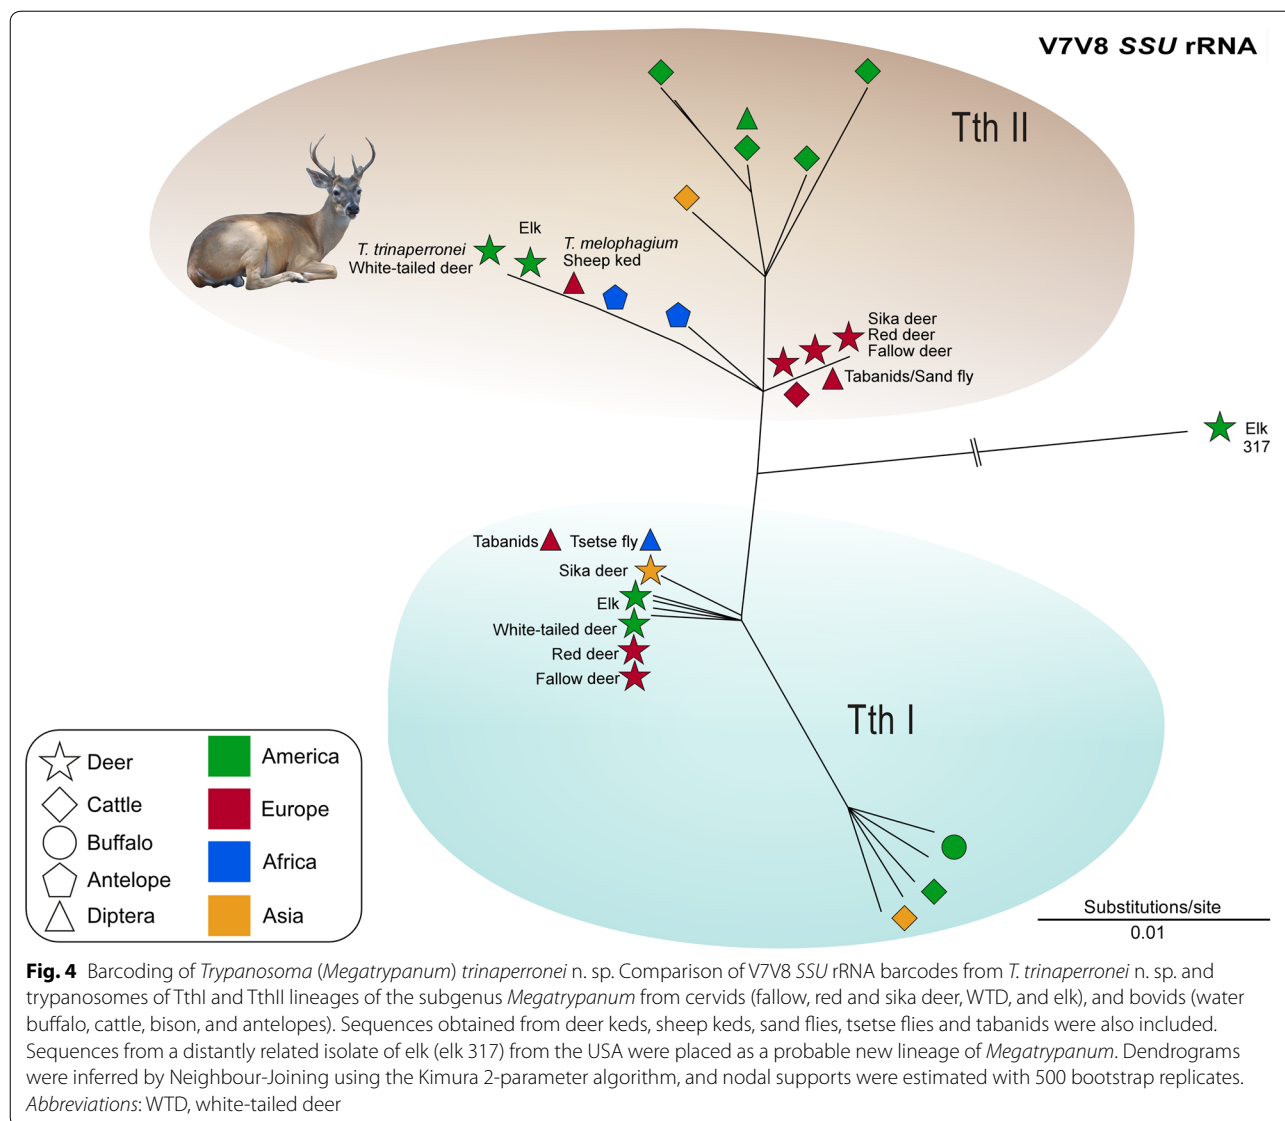 V7V8 SSU rRNA
Tth II
Elk
T. trinaperronei
White-tailed deer
T. melophagium
Sheep ked
Sika deer
Red deer
Fallow deer
Tabanids/Sand fly
Elk
317
Tabanids
Tsetse fly
Sika deer
Elk
White-tailed deer
Red deer
Fallow deer
Tth I
Deer
Cattle
Buffalo
Antelope
Diptera
America
Europe
Africa
Asia
Substitutions/site
0.01
Fig. 4 Barcoding of Trypanosoma (Megatrypanum) trinaperronei n. sp. Comparison of V7V8 SSU rRNA barcodes from T. trinaperronei n. sp. and
trypanosomes of TthI and TthII lineages of the subgenus Megatrypanum from cervids (fallow, red and sika deer, WTD, and elk), and bovids (water
buffalo, cattle, bison, and antelopes). Sequences obtained from deer keds, sheep keds, sand flies, tsetse flies and tabanids were also included.
Sequences from a distantly related isolate of elk (elk 317) from the USA were placed as a probable new lineage of Megatrypanum. Dendrograms
were inferred by Neighbour-Joining using the Kimura 2-parameter algorithm, and nodal supports were estimated with 500 bootstrap replicates.
Abbreviations: WTD, white-tailed deer